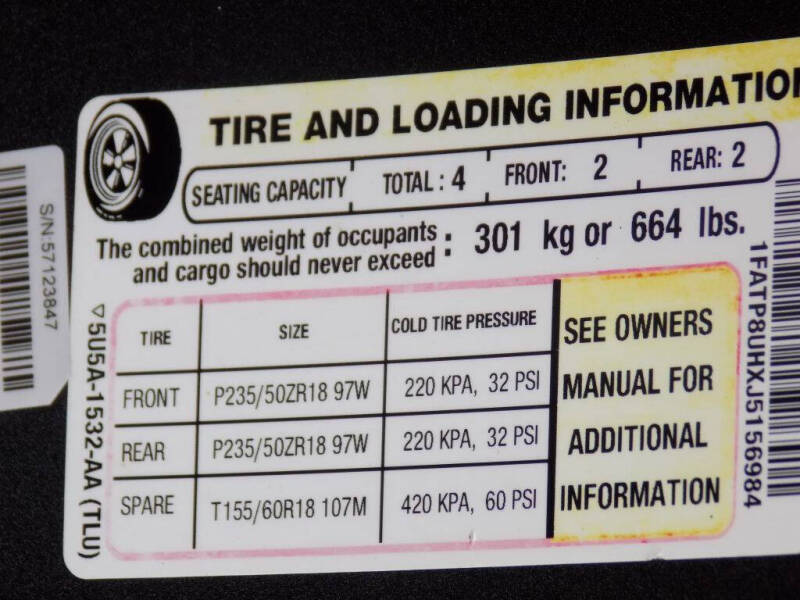 TIRE AND LOADING INFORMATIO
SEATING CAPACITY TOTAL : 4 FRONT: 2 REAR: 2
The combined weight of occupants
and cargo should never exceed : 301 kg or 664 lbs.
TIRE SIZE COLD TIRE PRESSURE
FRONT P235/50ZR18 97W 220 KPA, 32 PSI
REAR P235/50ZR18 97W 220 KPA, 32 PSI
SPARE T155/60R18 107M 420 KPA, 60 PSI
SEE OWNERS
MANUAL FOR
ADDITIONAL
INFORMATION
1FATP8UHXJ5156984
▽5U5A-1532-AA (TLU)
S/N:57123847